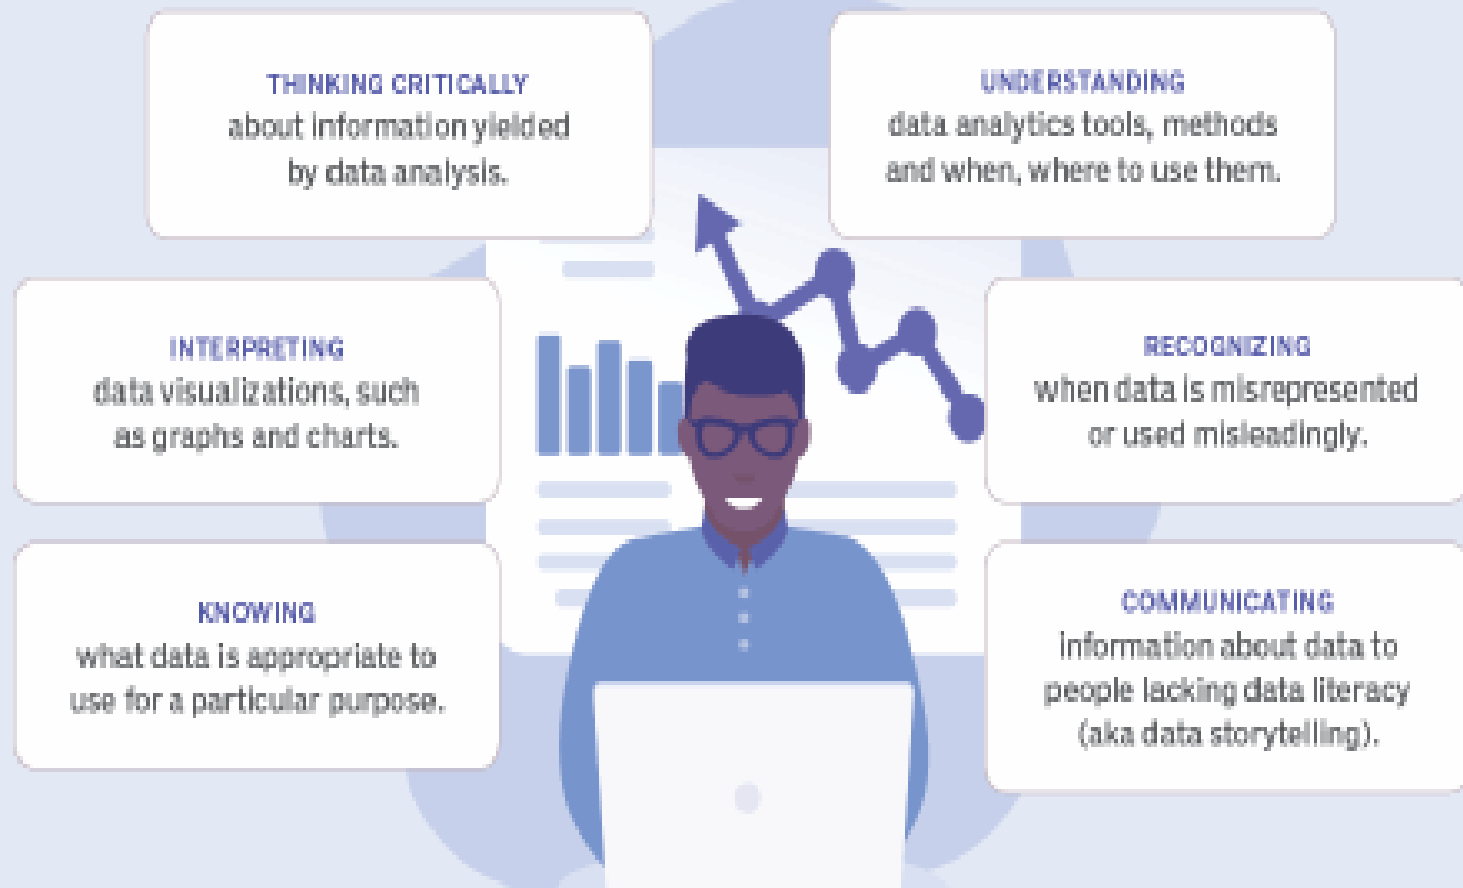 THINKING CRITICALLY
about information yielded
by data analysis.
UNDERSTANDING
data analytics tools, methods
and when, where to use them.
INTERPRETING
data visualizations, such
as graphs and charts.
RECOGNIZING
when data is misrepresented
or used misleadingly.
KNOWING
what data is appropriate to
use for a particular purpose.
COMMUNICATING
information about data to
people lacking data literacy
(aka data storytelling).